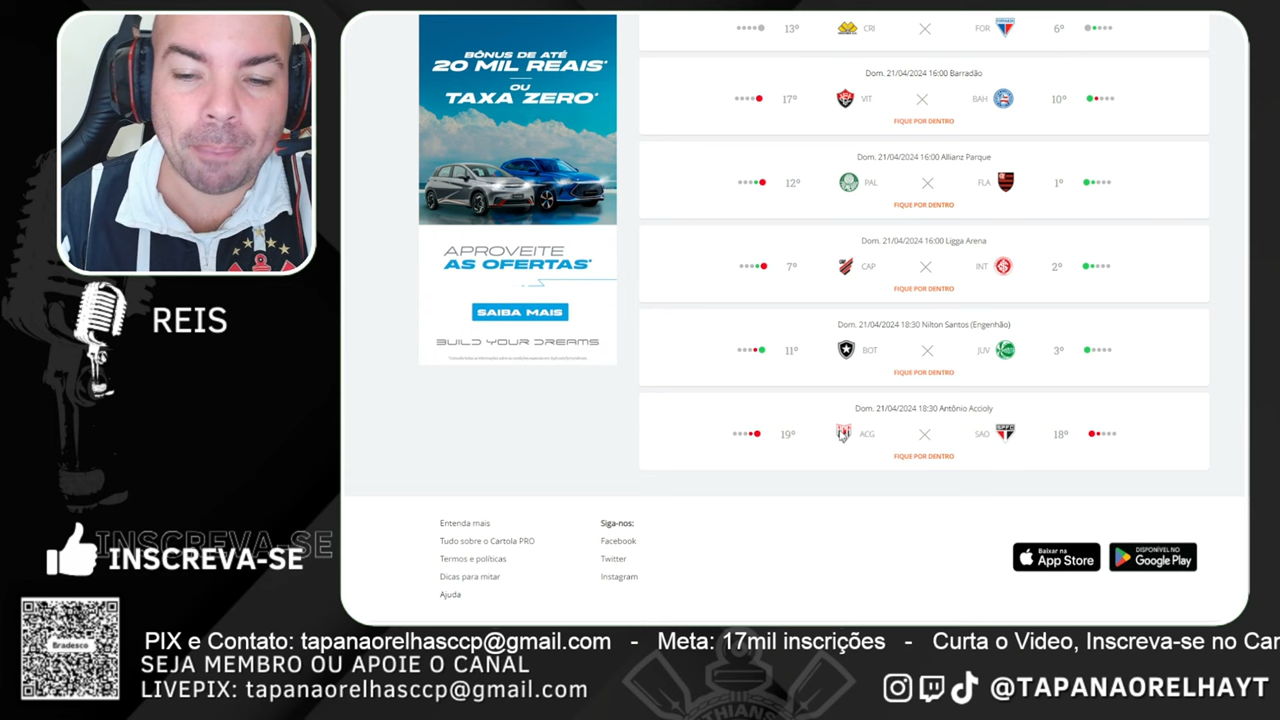 REIS
INSCREVA-SE
INSCREVA-SE
Bradesco
BÔNUS DE ATÉ
20 MIL REAIS*
OU
TAXA ZERO*
APROVEITE
AS OFERTAS*
SAIBA MAIS
BUILD YOUR DREAMS
13º CRI FOR 6º
Dom. 21/04/2024 16:00 Barradão
17º VIT BAH 10º
FIQUE POR DENTRO
Dom. 21/04/2024 16:00 Allianz Parque
12º PAL FLA 1º
FIQUE POR DENTRO
Dom. 21/04/2024 16:00 Ligga Arena
7º CAP INT 2º
FIQUE POR DENTRO
Dom. 21/04/2024 18:30 Nilton Santos (Engenhão)
11º BOT JUV 3º
FIQUE POR DENTRO
Dom. 21/04/2024 18:30 Antônio Accioly
19º ACG SAO 18º
FIQUE POR DENTRO
Entenda mais
Tudo sobre o Cartola PRO
Termos e políticas
Dicas para mitar
Ajuda
Siga-nos:
Facebook
Twitter
Instagram
Baixar na
App Store
DISPONÍVEL NO
Google Play
PIX e Contato: tapanaorelhasccp@gmail.com - Meta: 17mil inscrições - Curta o Video, Inscreva-se no Car
SEJA MEMBRO OU APOIE O CANAL
LIVEPIX: tapanaorelhasccp@gmail.com
@TAPANAORELHAYT